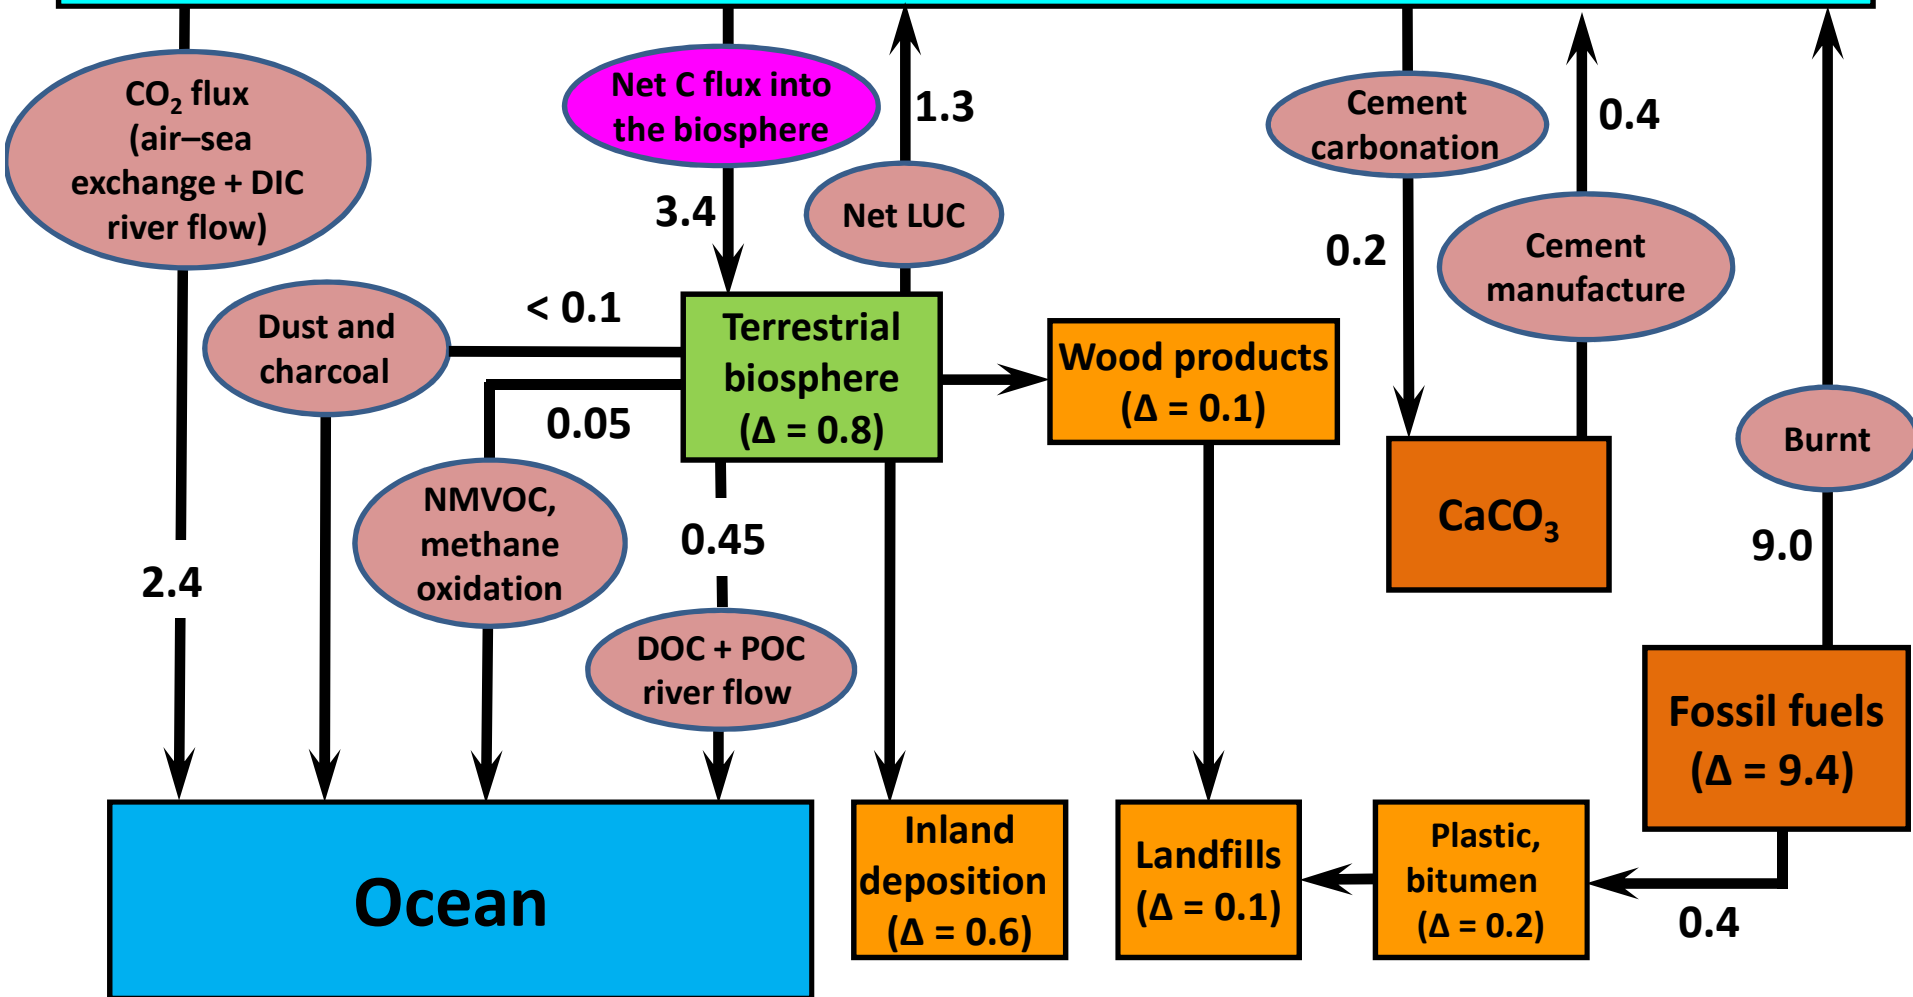 CO₂ flux
(air–sea
exchange + DIC
river flow)
2.4
Net C flux into
the biosphere
3.4
1.3
Net LUC
Cement
carbonation
0.2
0.4
Cement
manufacture
Burnt
9.0
Dust and
charcoal
< 0.1
0.05
NMVOC,
methane
oxidation
Terrestrial
biosphere
(Δ = 0.8)
0.45
DOC + POC
river flow
Wood products
(Δ = 0.1)
CaCO₃
Fossil fuels
(Δ = 9.4)
0.4
Ocean
Inland
deposition
(Δ = 0.6)
Landfills
(Δ = 0.1)
Plastic,
bitumen
(Δ = 0.2)